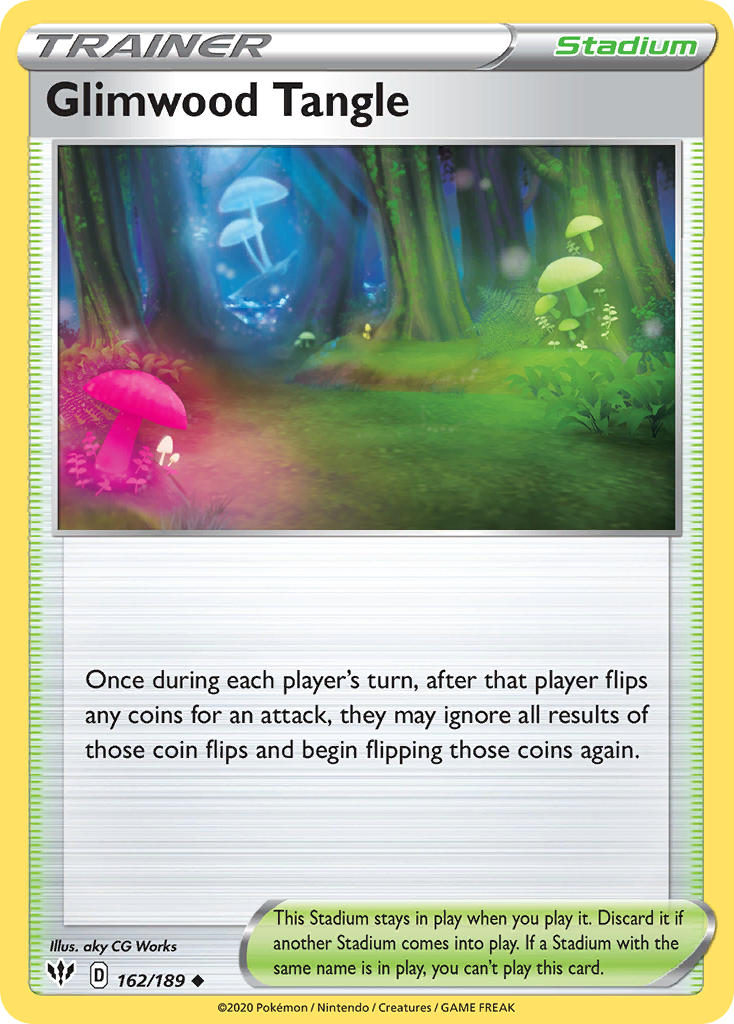 TRAINER
Stadium
Glimwood Tangle
Once during each player's turn, after that player flips
any coins for an attack, they may ignore all results of
those coin flips and begin flipping those coins again.
This Stadium stays in play when you play it. Discard it if
another Stadium comes into play. If a Stadium with the
same name is in play, you can't play this card.
Illus. aky CG Works
D 162/189
©2020 Pokémon / Nintendo / Creatures / GAME FREAK